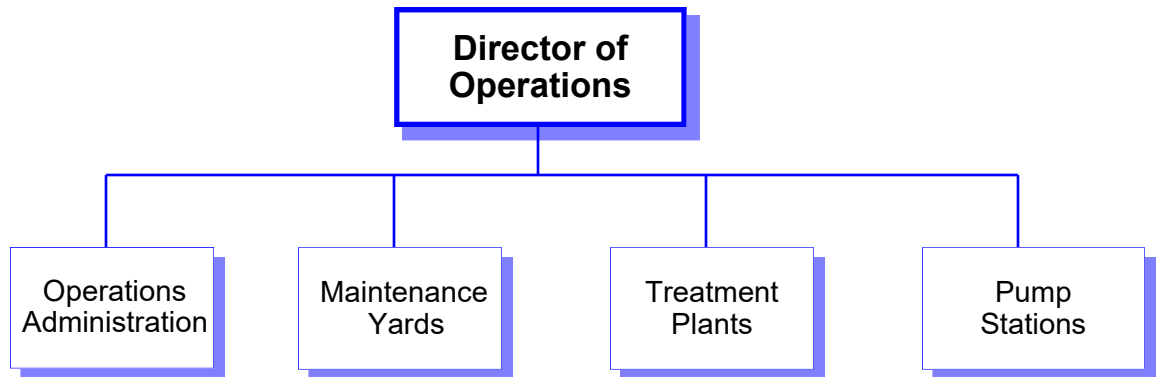 Director of
Operations
Operations
Administration
Maintenance
Yards
Treatment
Plants
Pump
Stations